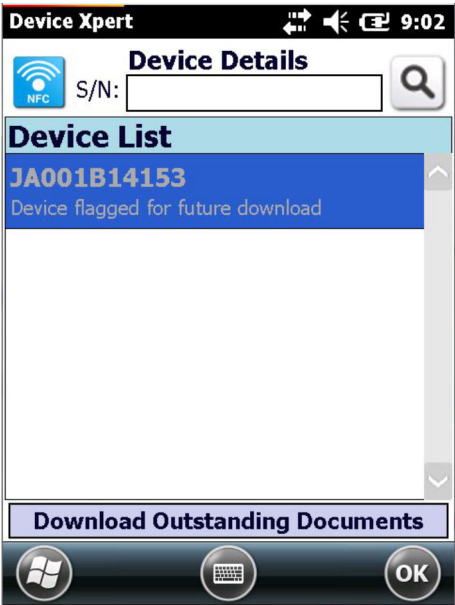 Device Xpert 9:02
Device Details
NFC
S/N:
Device List
JA001B14153
Device flagged for future download
Download Outstanding Documents
OK